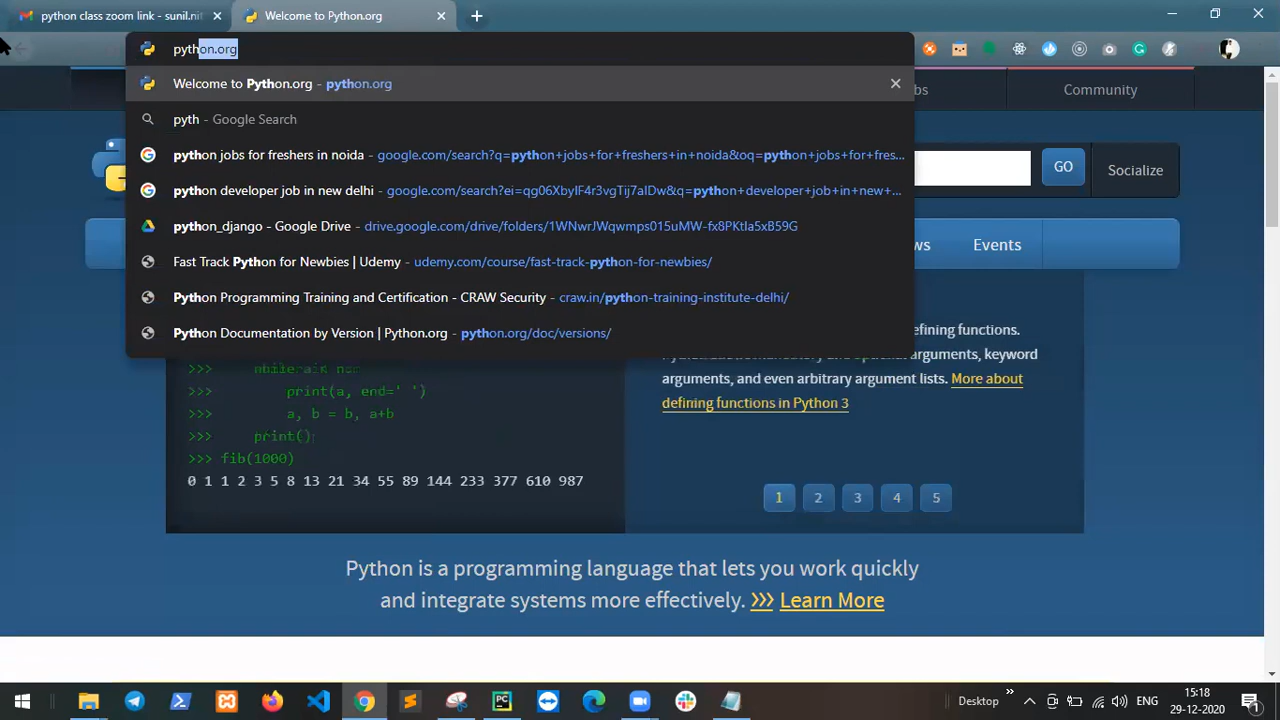 python class zoom link - sunil.nit
Welcome to Python.org
python.org
Welcome to Python.org - python.org
pyth - Google Search
python jobs for freshers in noida - google.com/search?q=python+jobs+for+freshers+in+noida&oq=python+jobs+for+fres...
python developer job in new delhi - google.com/search?ei=qg06XbyIF4r3vgTij7aIDw&q=python+developer+job+in+new+...
python_django - Google Drive - drive.google.com/drive/folders/1WNwrJWqwmps015uMW-fx8PKtIa5xB59G
Fast Track Python for Newbies | Udemy - udemy.com/course/fast-track-python-for-newbies/
Python Programming Training and Certification - CRAW Security - craw.in/python-training-institute-delhi/
Python Documentation by Version | Python.org - python.org/doc/versions/
bs
Community
GO
Socialize
ws
Events
efining functions.
arguments, keyword
arguments, and even arbitrary argument lists. More about
defining functions in Python 3
>>>
>>> print(a, end=' ')
>>> a, b = b, a+b
>>> print()
>>> fib(1000)
0 1 1 2 3 5 8 13 21 34 55 89 144 233 377 610 987
1 2 3 4 5
Python is a programming language that lets you work quickly
and integrate systems more effectively. >>> Learn More
Desktop
ENG
15:18
29-12-2020